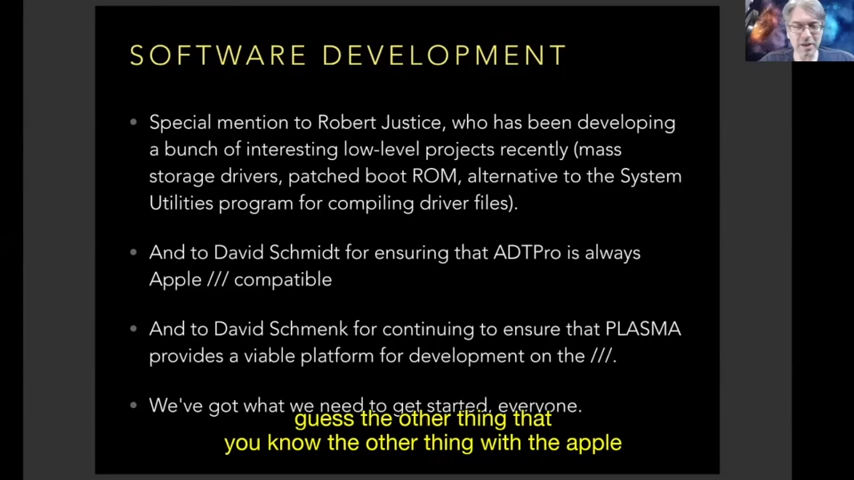 SOFTWARE DEVELOPMENT
• Special mention to Robert Justice, who has been developing
a bunch of interesting low-level projects recently (mass
storage drivers, patched boot ROM, alternative to the System
Utilities program for compiling driver files).
• And to David Schmidt for ensuring that ADTPro is always
Apple /// compatible
• And to David Schmenk for continuing to ensure that PLASMA
provides a viable platform for development on the ///.
• We've got what we need to get started, everyone.
guess the other thing that
you know the other thing with the apple